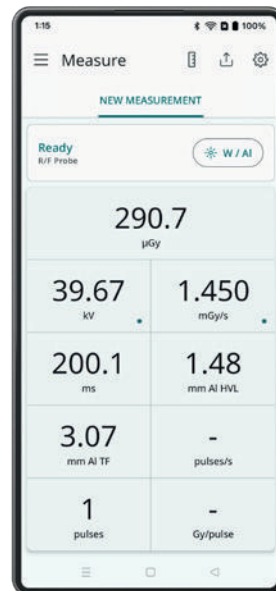 1:15 100%
Measure
NEW MEASUREMENT
Ready
R/F Probe
W / Al
290.7
µGy
39.67 1.450
kV mGy/s
200.1 1.48
ms mm Al HVL
3.07 -
mm Al TF pulses/s
1 -
pulses Gy/pulse